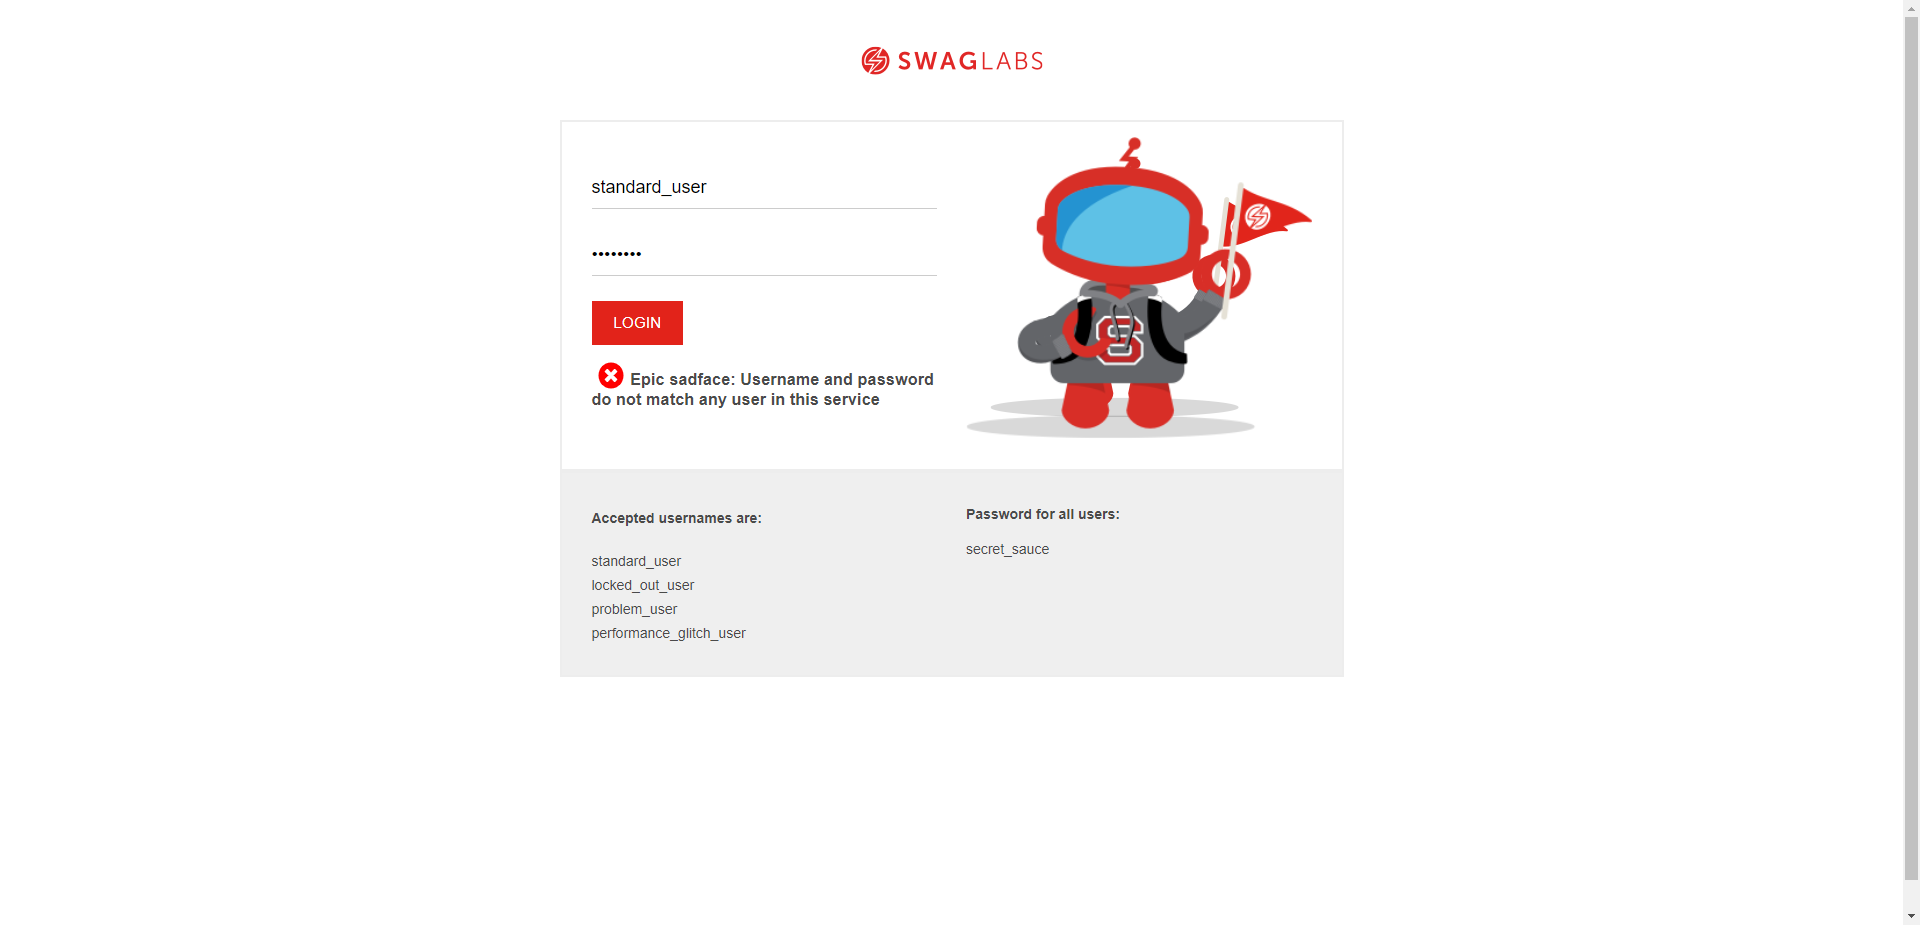 SWAGLABS
standard_user
••••••••
LOGIN
Epic sadface: Username and password
do not match any user in this service
S
Accepted usernames are:
standard_user
locked_out_user
problem_user
performance_glitch_user
Password for all users:
secret_sauce